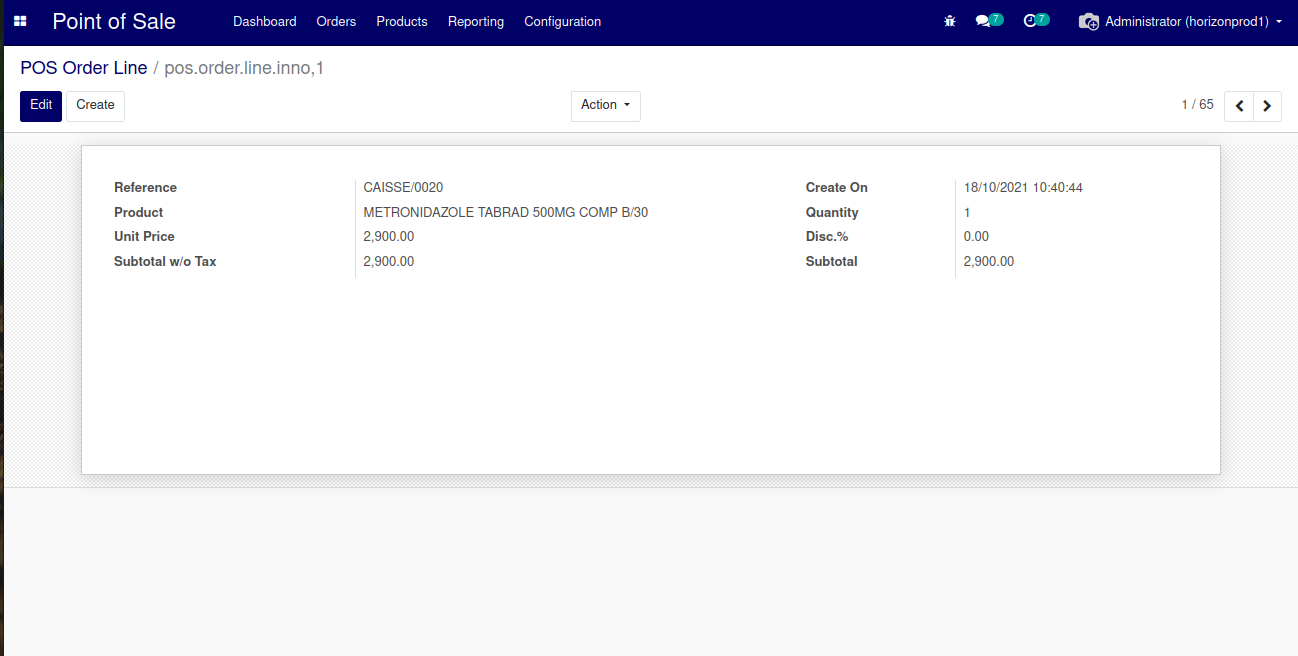 Point of Sale Dashboard Orders Products Reporting Configuration 7 7 Administrator (horizonprod1)
POS Order Line / pos.order.line.inno,1
Edit Create Action 1 / 65
Reference CAISSE/0020 Create On 18/10/2021 10:40:44
Product METRONIDAZOLE TABRAD 500MG COMP B/30 Quantity 1
Unit Price 2,900.00 Disc.% 0.00
Subtotal w/o Tax 2,900.00 Subtotal 2,900.00